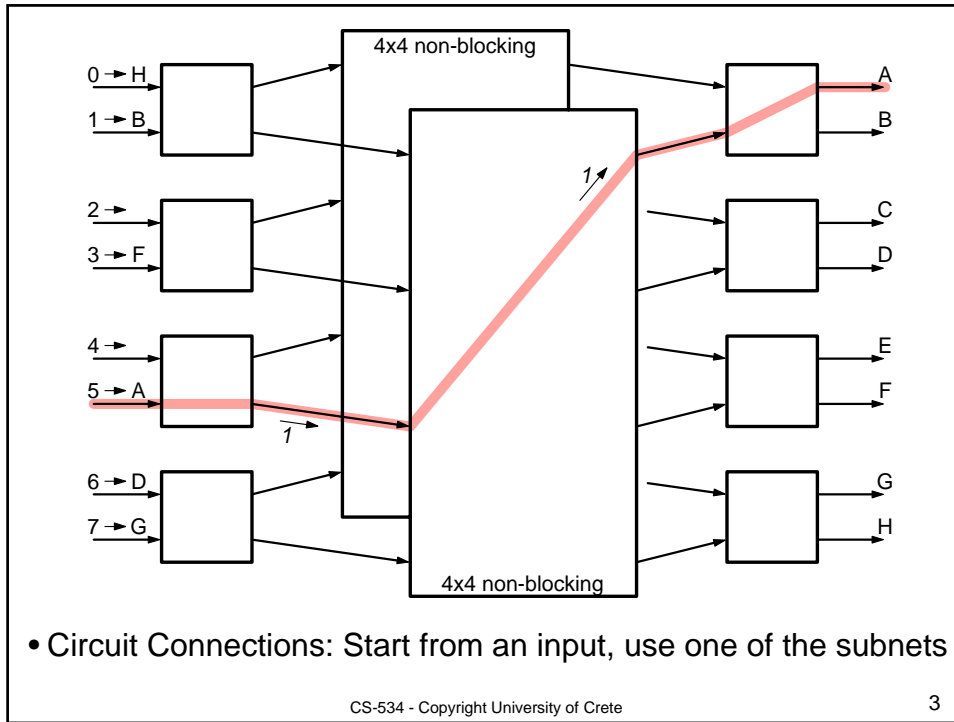 4x4 non-blocking
0 → H
1 → B
2 →
3 → F
4 →
5 → A
6 → D
7 → G
1
1
A
B
C
D
E
F
G
H
4x4 non-blocking
• Circuit Connections: Start from an input, use one of the subnets
CS-534 - Copyright University of Crete
3